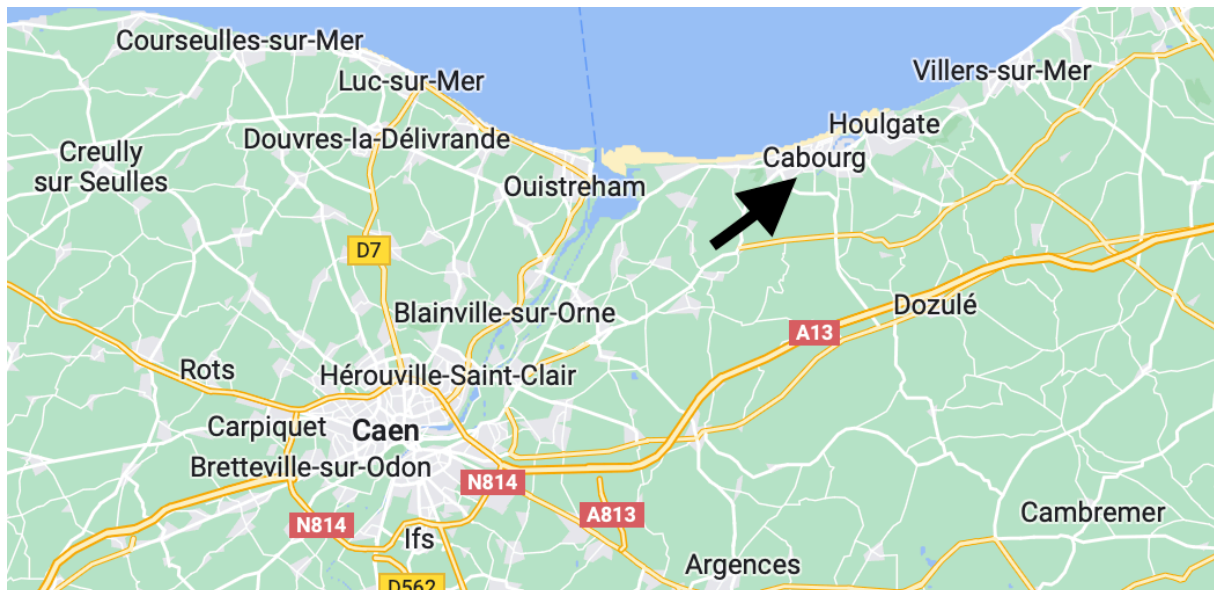 Courseulles-sur-Mer
Luc-sur-Mer
Villers-sur-Mer
Houlgate
Douvres-la-Délivrande
Creully
sur Seulles
Cabourg
Ouistreham
D7
Blainville-sur-Orne
Dozulé
A13
Rots
Hérouville-Saint-Clair
Carpiquet
Caen
Bretteville-sur-Odon
N814
A813
Cambremer
N814
Ifs
Argences
D562